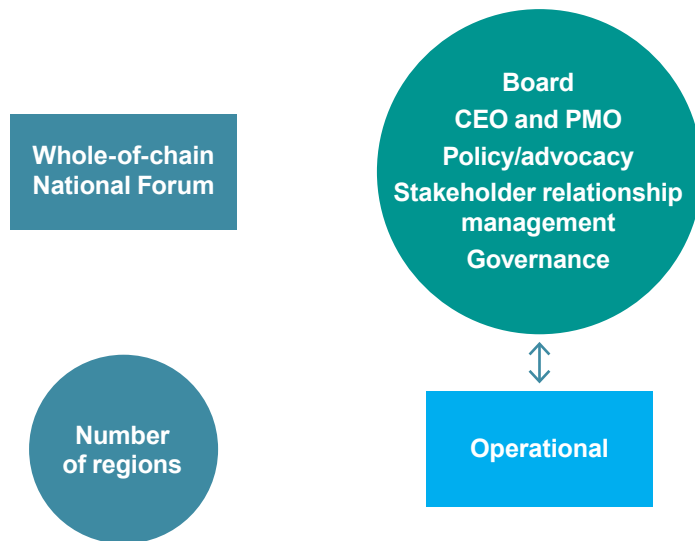 Whole-of-chain
National Forum
Board
CEO and PMO
Policy/advocacy
Stakeholder relationship
management
Governance
Number
of regions
Operational